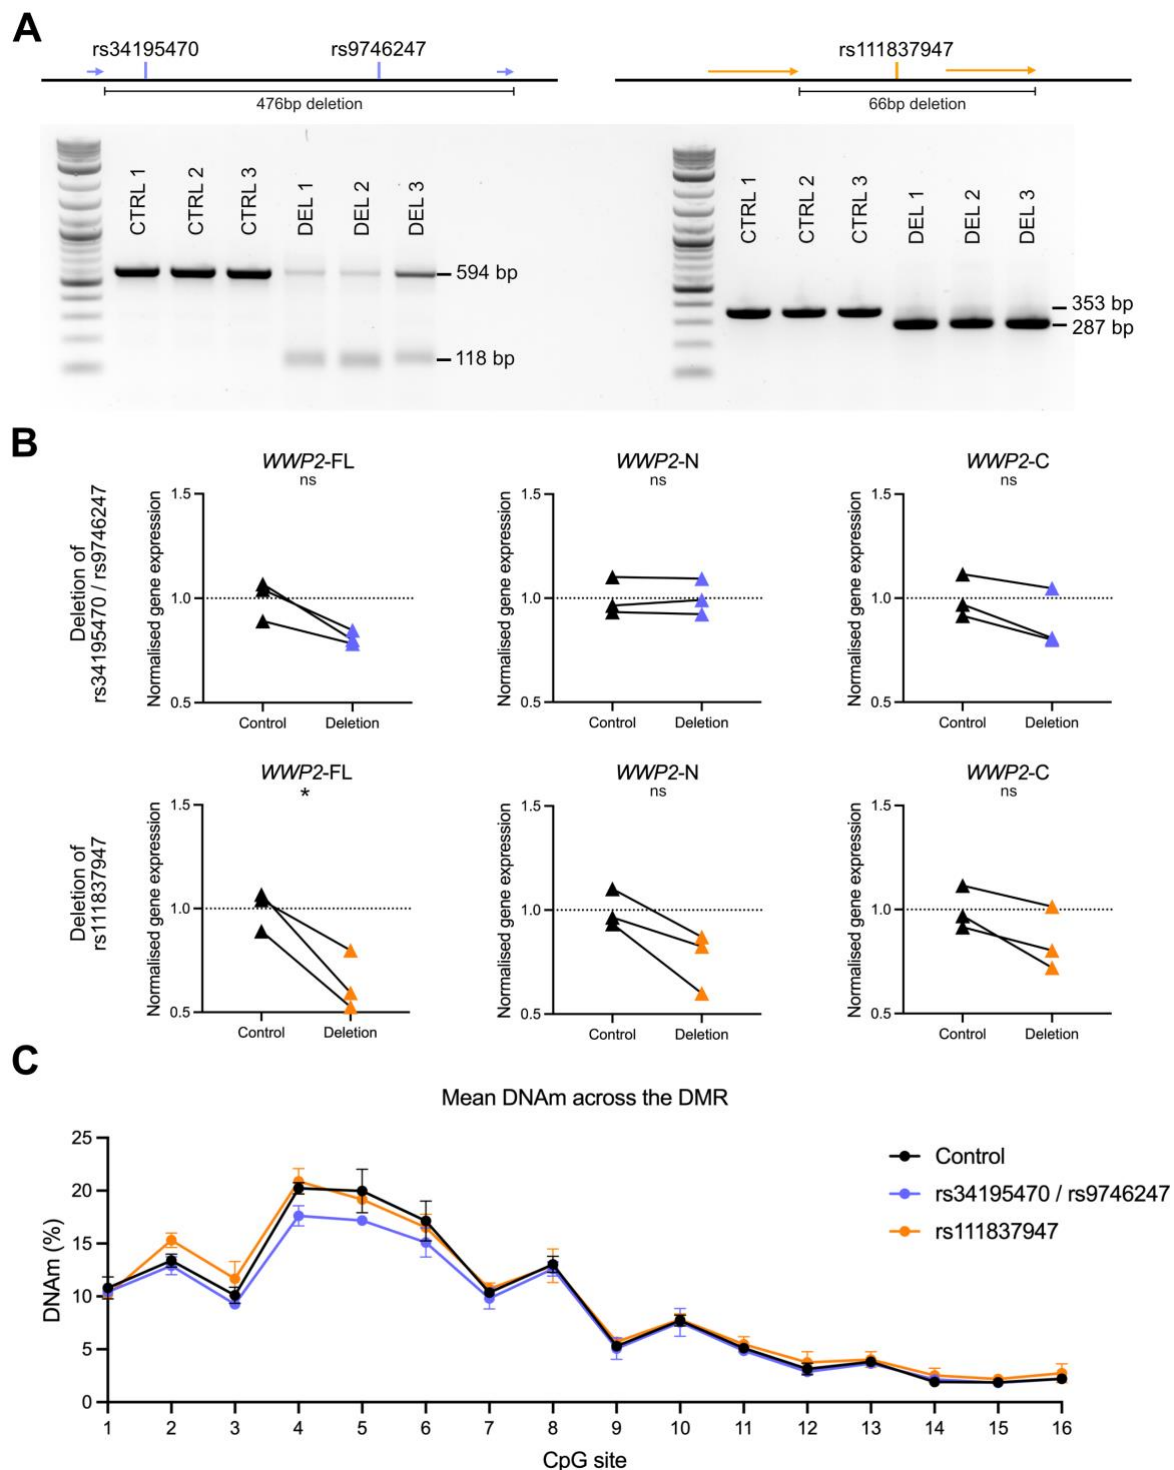 A
rs34195470
rs9746247
476bp deletion
rs111837947
66bp deletion
CTRL 1
CTRL 2
CTRL 3
DEL 1
DEL 2
DEL 3
594 bp
118 bp
CTRL 1
CTRL 2
CTRL 3
DEL 1
DEL 2
DEL 3
353 bp
287 bp
B
Deletion of
rs34195470 / rs9746247
WWP2-FL
ns
Normalised gene expression
1.5
1.0
0.5
Control Deletion
WWP2-N
ns
Normalised gene expression
1.5
1.0
0.5
Control Deletion
WWP2-C
ns
Normalised gene expression
1.5
1.0
0.5
Control Deletion
Deletion of
rs111837947
WWP2-FL
*
Normalised gene expression
1.5
1.0
0.5
Control Deletion
WWP2-N
ns
Normalised gene expression
1.5
1.0
0.5
Control Deletion
WWP2-C
ns
Normalised gene expression
1.5
1.0
0.5
Control Deletion
C
Mean DNAm across the DMR
DNAm (%)
25
20
15
10
5
0
1 2 3 4 5 6 7 8 9 10 11 12 13 14 15 16
CpG site
Control
rs34195470 / rs9746247
rs111837947